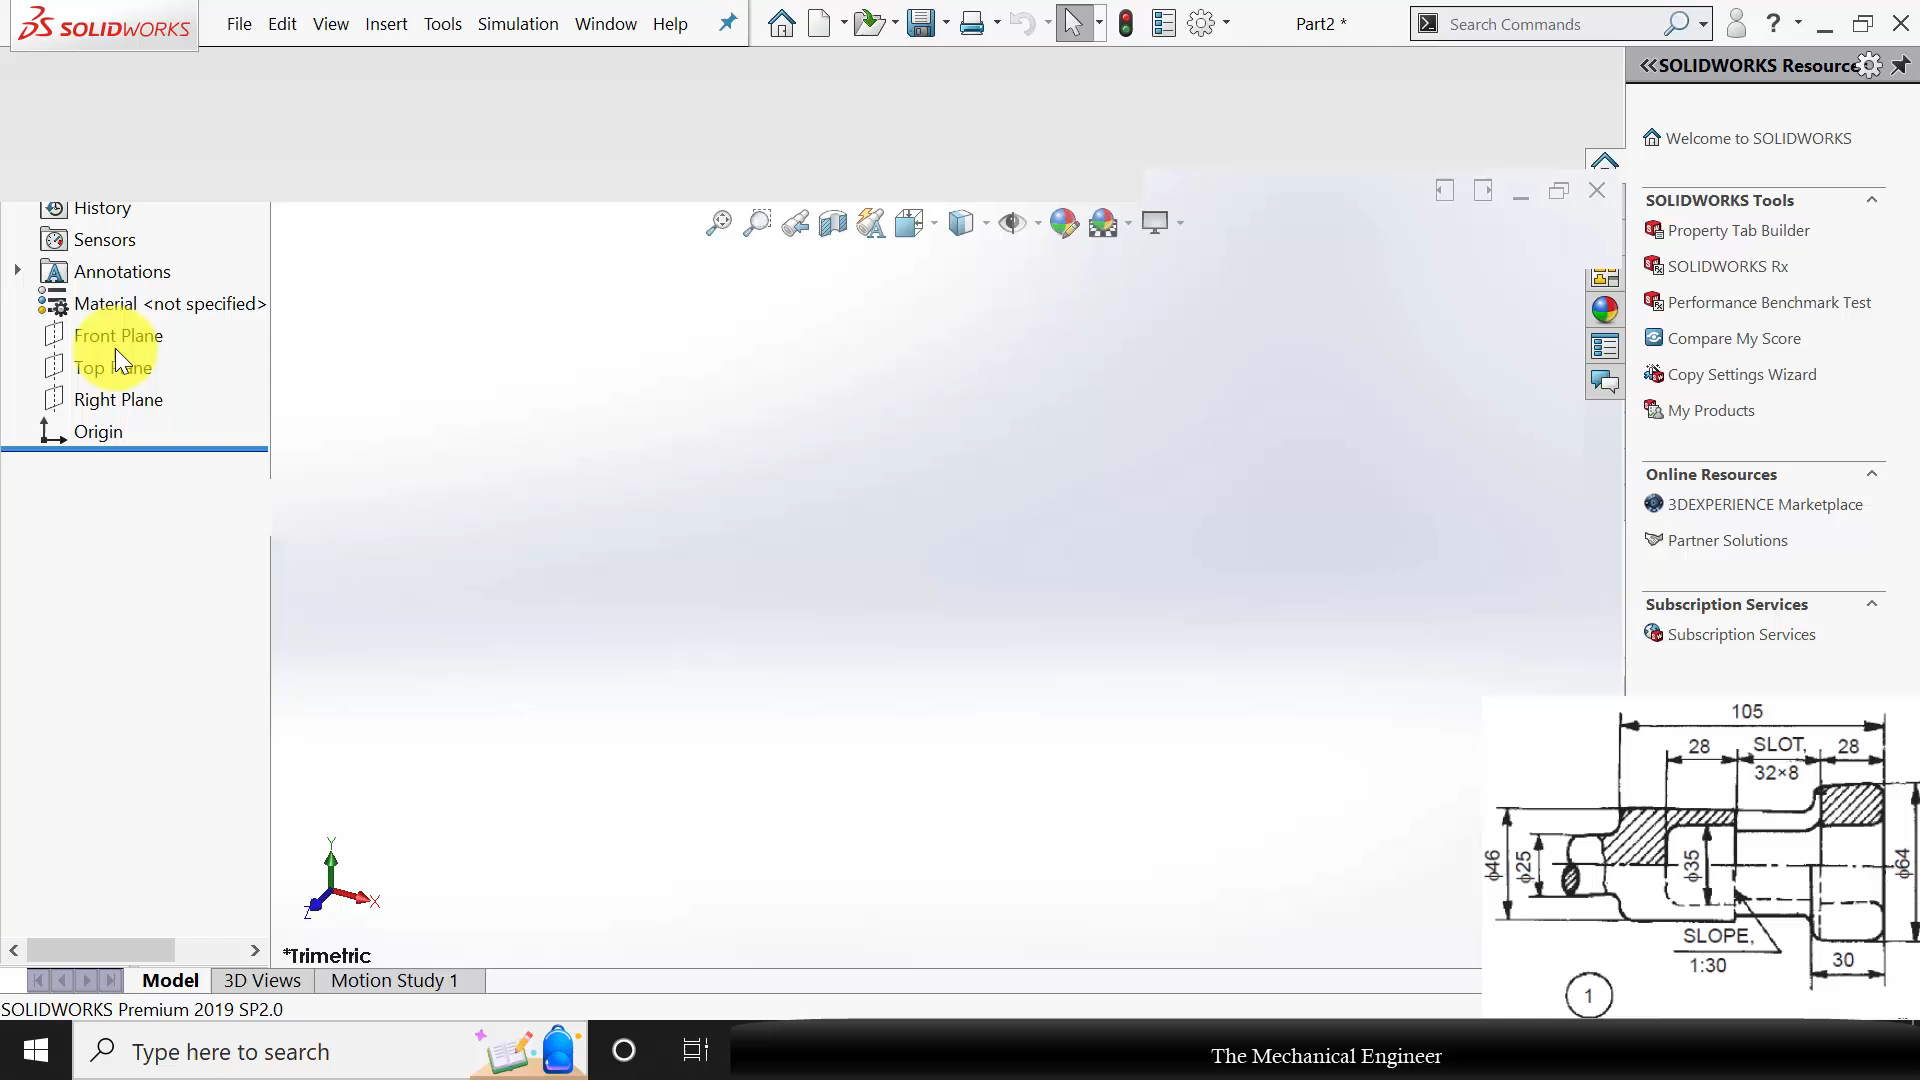 SOLIDWORKS File Edit View Insert Tools Simulation Window Help Part2 * Search Commands ?
SOLIDWORKS Resource
Welcome to SOLIDWORKS
SOLIDWORKS Tools
Property Tab Builder
SOLIDWORKS Rx
Performance Benchmark Test
Compare My Score
Copy Settings Wizard
My Products
Online Resources
3DEXPERIENCE Marketplace
Partner Solutions
Subscription Services
Subscription Services
History
Sensors
Annotations
Material <not specified>
Front Plane
Top Plane
Right Plane
Origin
Y
X
Z
*Trimetric
105
28 SLOT, 28
32×8
ϕ46 ϕ25 ϕ35 ϕ64
SLOPE,
1:30
30
1
Model 3D Views Motion Study 1
SOLIDWORKS Premium 2019 SP2.0
Type here to search
The Mechanical Engineer